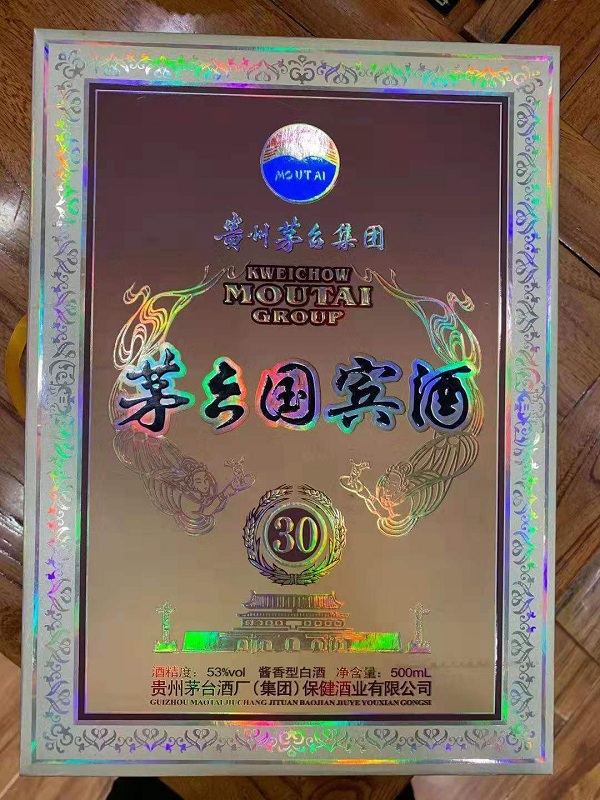 MOUTAI
贵州茅台集团
KWEICHOW
MOUTAI
GROUP
茅台国宾酒
30
酒精度：53%vol 酱香型白酒 净含量：500mL
贵州茅台酒厂（集团）保健酒业有限公司
GUIZHOU MAOTAI JIUCHANG JITUAN BAOJIAN JIUYE YOUXIAN GONGSI